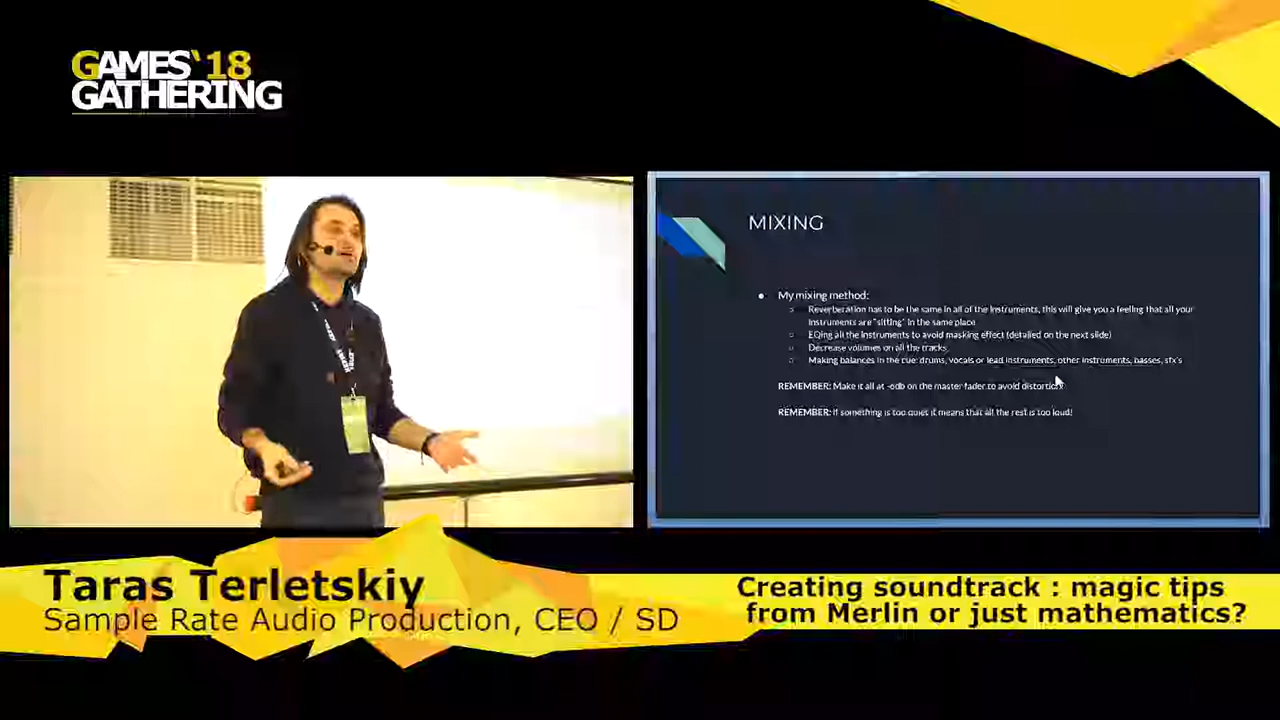 GAMES'18
GATHERING
MIXING
My mixing method:
Reverberation has to be the same in all of the instruments, this will give you a feeling that all your
instruments are "sitting" in the same place
EQing all the instruments to avoid masking effect (detailed on the next slide)
Decrease volumes on all the tracks
Making balances in the cue: drums, vocals or lead instruments, other instruments, basses, sfx's
REMEMBER: Make it all at -6db on the master fader to avoid distortion!
REMEMBER: If something is too quiet it means that all the rest is too loud!
Taras Terletskiy
Sample Rate Audio Production, CEO / SD
Creating soundtrack : magic tips
from Merlin or just mathematics?